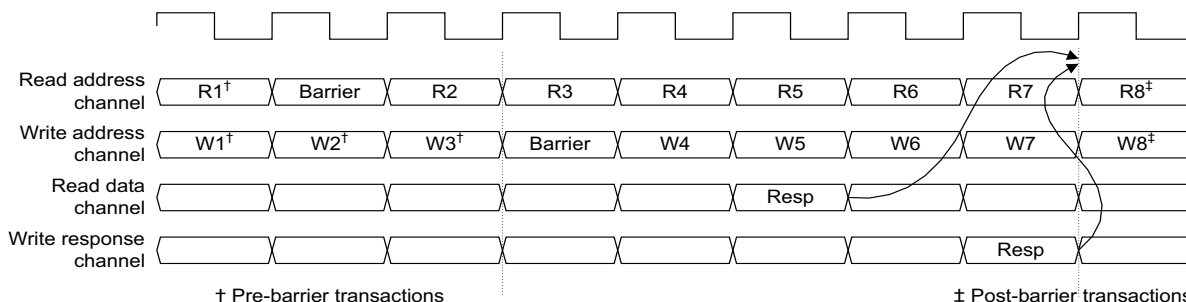 Read address channel R1† Barrier R2 R3 R4 R5 R6 R7 R8‡
Write address channel W1† W2† W3† Barrier W4 W5 W6 W7 W8‡
Read data channel Resp
Write response channel Resp
† Pre-barrier transactions ‡ Post-barrier transactions